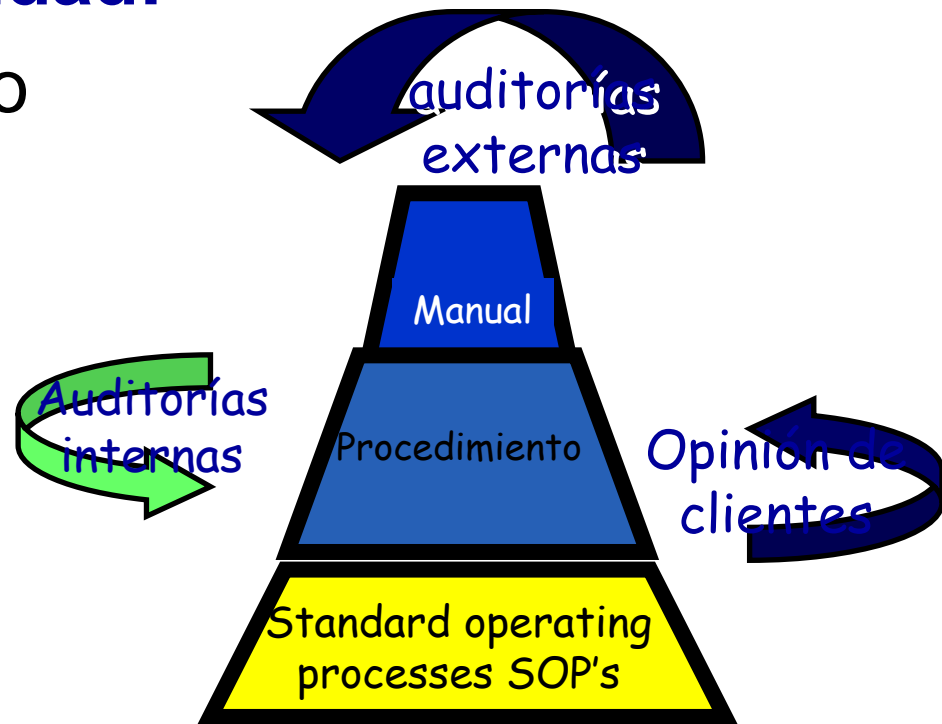 o
auditorías
externas
Manual
Auditorías
internas
Procedimiento
Opinión de
clientes
Standard operating
processes SOP's